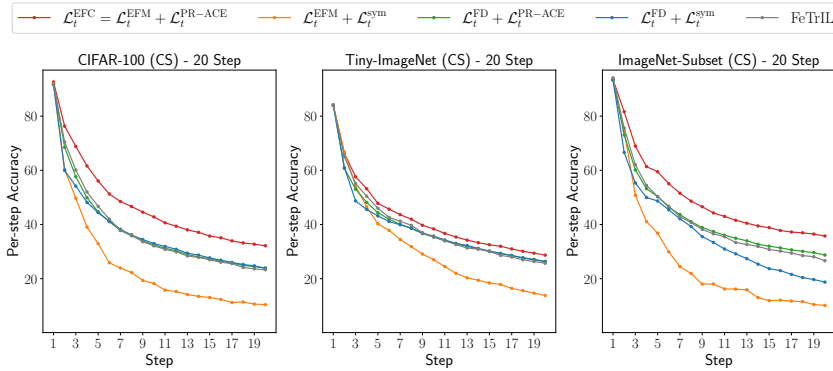 L_t^EFC = L_t^EFM + L_t^PR-ACE L_t^EFM + L_t^sym L_t^FD + L_t^PR-ACE L_t^FD + L_t^sym FeTrIL
CIFAR-100 (CS) - 20 Step Tiny-ImageNet (CS) - 20 Step ImageNet-Subset (CS) - 20 Step
80 80 80
60 60 60
40 40 40
20 20 20
Per-step Accuracy Per-step Accuracy Per-step Accuracy
1 3 5 7 9 11 13 15 17 19 1 3 5 7 9 11 13 15 17 19 1 3 5 7 9 11 13 15 17 19
Step Step Step